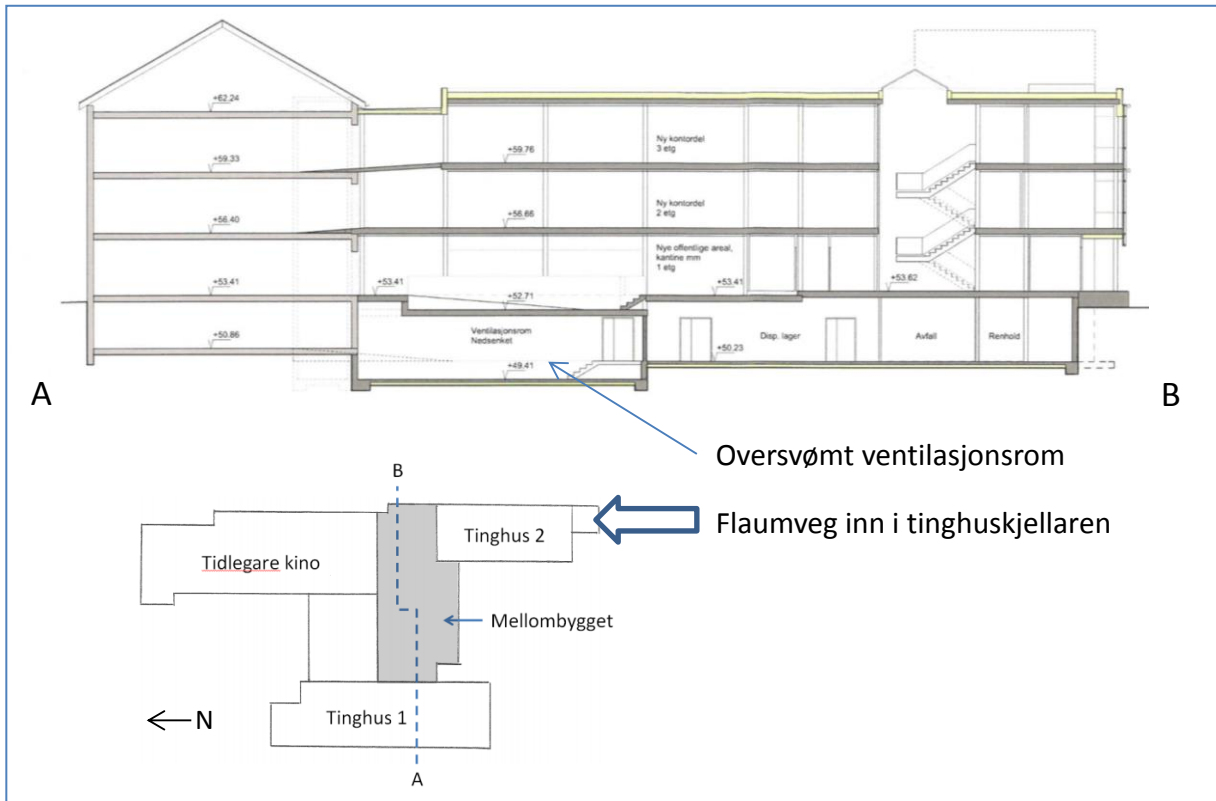 +62.24
+59.33
+59.76
Ny kontordel
3 etg
+56.40
+56.66
Ny kontordel
2 etg
Nye offentlige areal,
kantine mm
1 etg
+53.41
+53.41
+53.41
+53.62
+52.71
+50.86
Ventilasjonsrom
Nedsenket
Disp. lager
Avfall
Renhold
+50.23
+49.41
A
B
Oversvømt ventilasjonsrom
B
Flaumveg inn i tinghuskjellaren
Tinghus 2
Tidlegare kino
Mellombygget
N
Tinghus 1
A